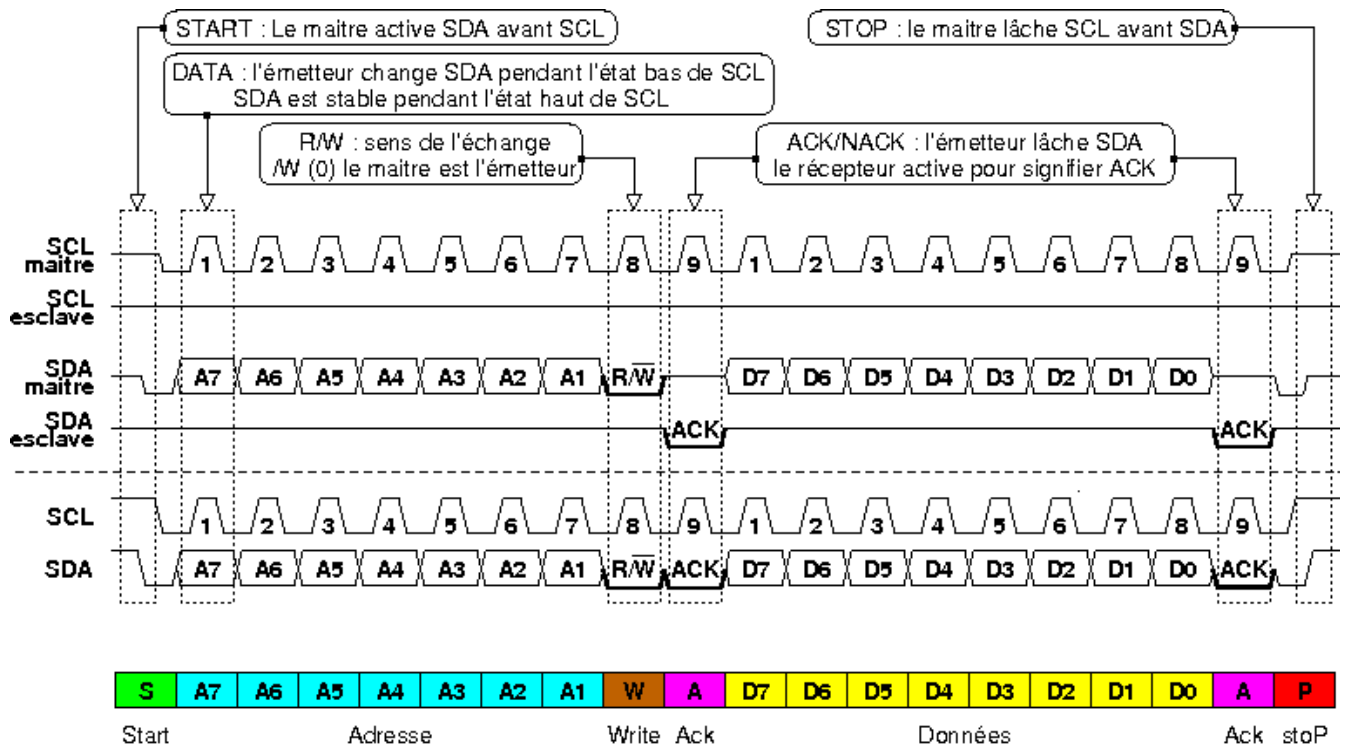 START : Le maitre active SDA avant SCL
STOP : le maitre lâche SCL avant SDA
DATA : l'émetteur change SDA pendant l'état bas de SCL
SDA est stable pendant l'état haut de SCL
R/W : sens de l'échange
/W (0) le maitre est l'émetteur
ACK/NACK : l'émetteur lâche SDA
le récepteur active pour signifier ACK
SCL
maitre
1 2 3 4 5 6 7 8 9 1 2 3 4 5 6 7 8 9
SCL
esclave
SDA
maitre
A7 A6 A5 A4 A3 A2 A1 R/W̅ D7 D6 D5 D4 D3 D2 D1 D0
SDA
esclave
ACK ACK
SCL 1 2 3 4 5 6 7 8 9 1 2 3 4 5 6 7 8 9
SDA A7 A6 A5 A4 A3 A2 A1 R/W̅ ACK D7 D6 D5 D4 D3 D2 D1 D0 ACK
S A7 A6 A5 A4 A3 A2 A1 W A D7 D6 D5 D4 D3 D2 D1 D0 A P
Start Adresse Write Ack Données Ack stoP